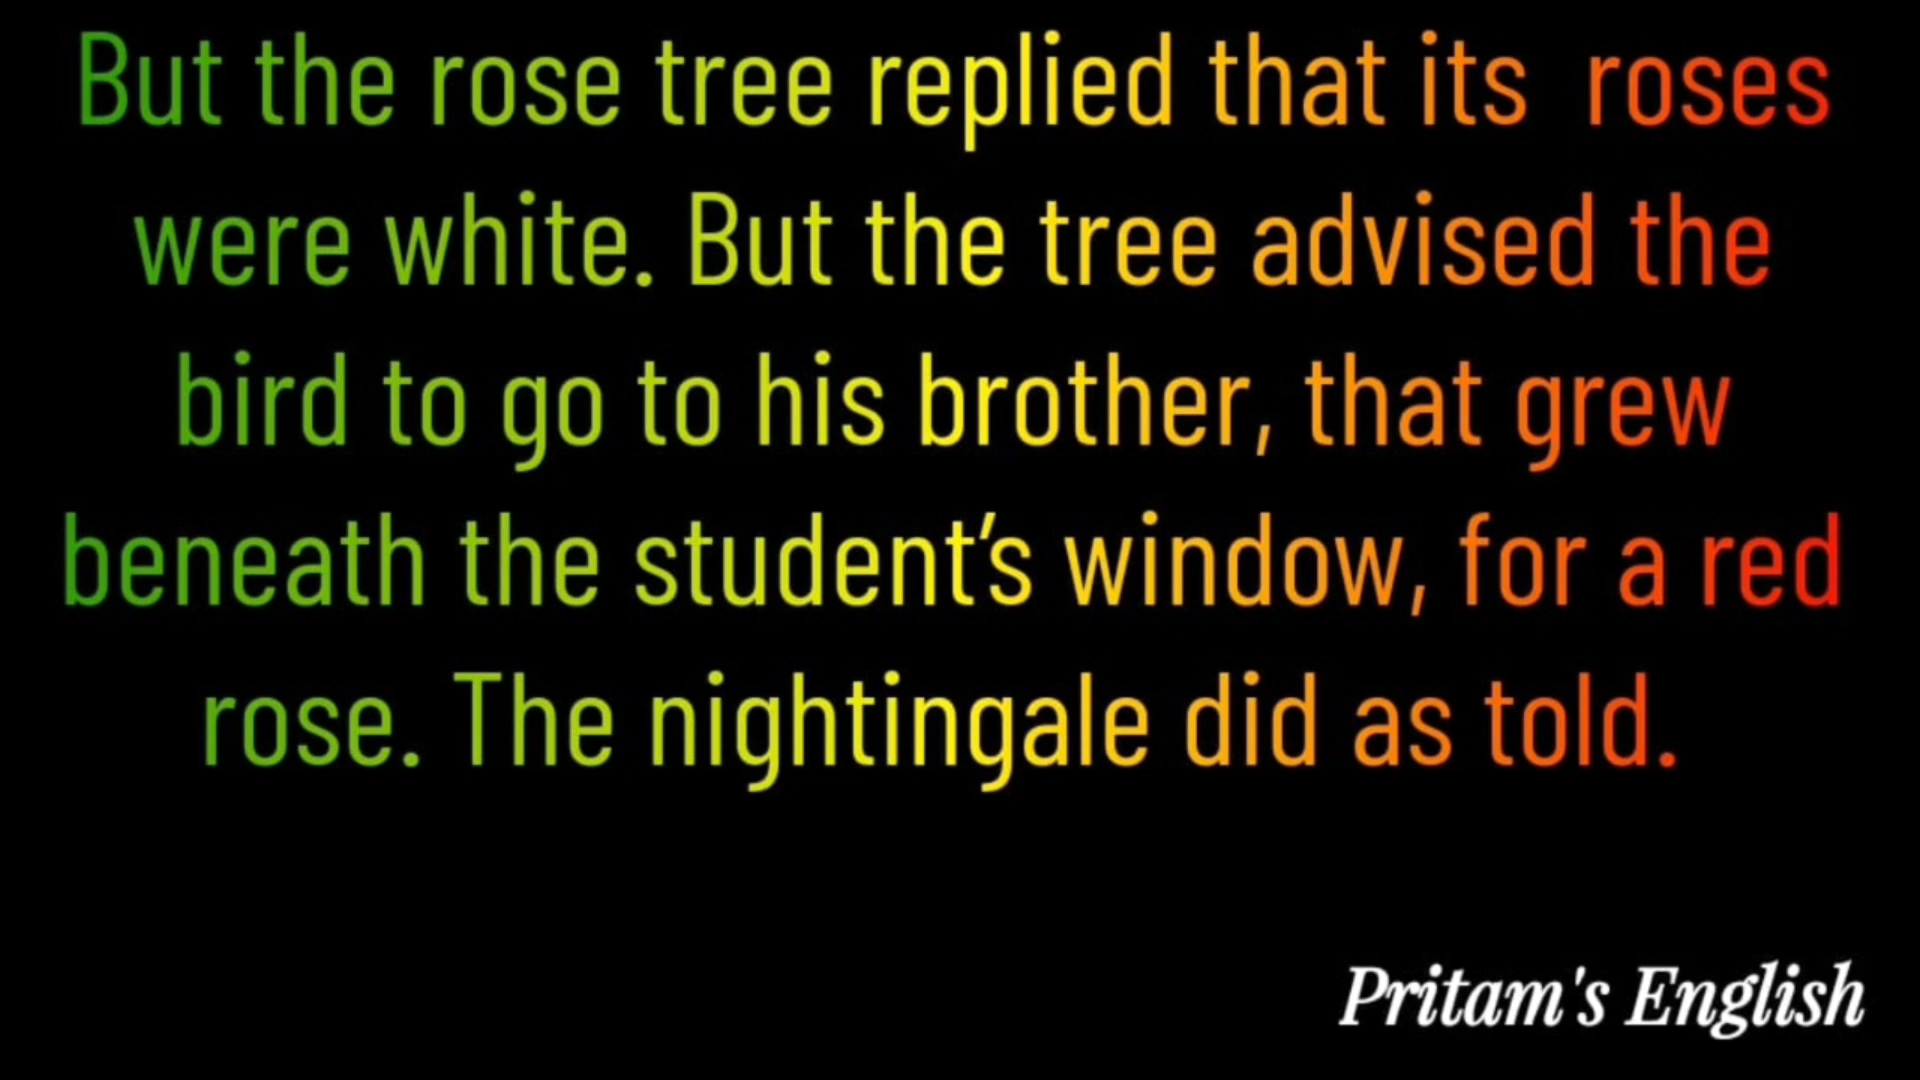 But the rose tree replied that its roses
were white. But the tree advised the
bird to go to his brother, that grew
beneath the student's window, for a red
rose. The nightingale did as told.
Pritam's English